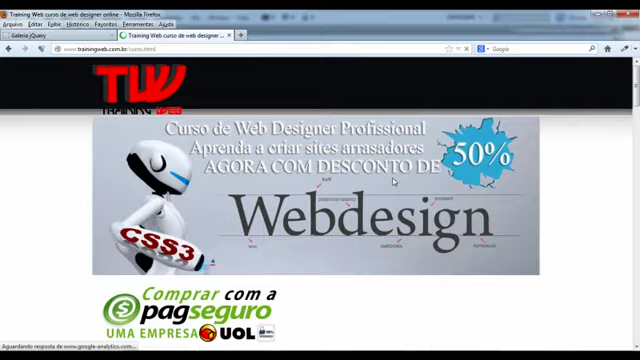 Training Web curso de web designer online - Mozilla Firefox
Arquivo Editar Exibir Histórico Favoritos Ferramentas Ajuda
Galeria jQuery
Training Web curso de web designer ...
www.trainingweb.com.br/curso.html
Google
TW
TRAINING WEB
Curso de Web Designer Profissional
Aprenda a criar sites arrasadores
AGORA COM DESCONTO DE
50%
Webdesign
CSS3
Comprar com a
pagseguro
UMA EMPRESA UOL
Aguardando resposta de www.google-analytics.com...